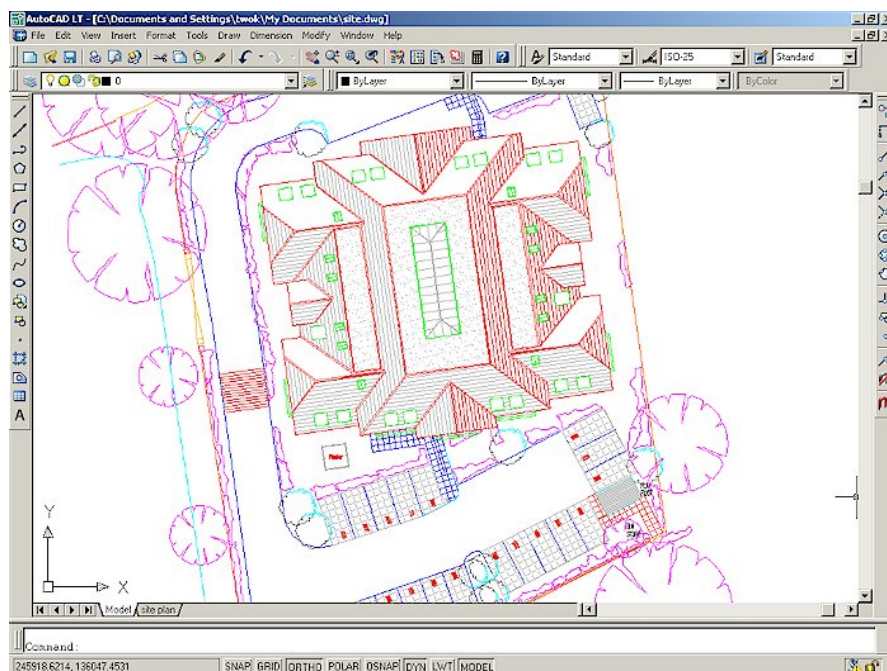 AutoCAD LT - [C:\Documents and Settings\twok\My Documents\site.dwg]
File Edit View Insert Format Tools Draw Dimension Modify Window Help
Standard ISO-25 Standard
0 ByLayer ByLayer ByLayer ByColor
A
Y
X
Model site plan
Command:
245918.6214, 136047.4531 SNAP GRID ORTHO POLAR OSNAP DYN LWT MODEL